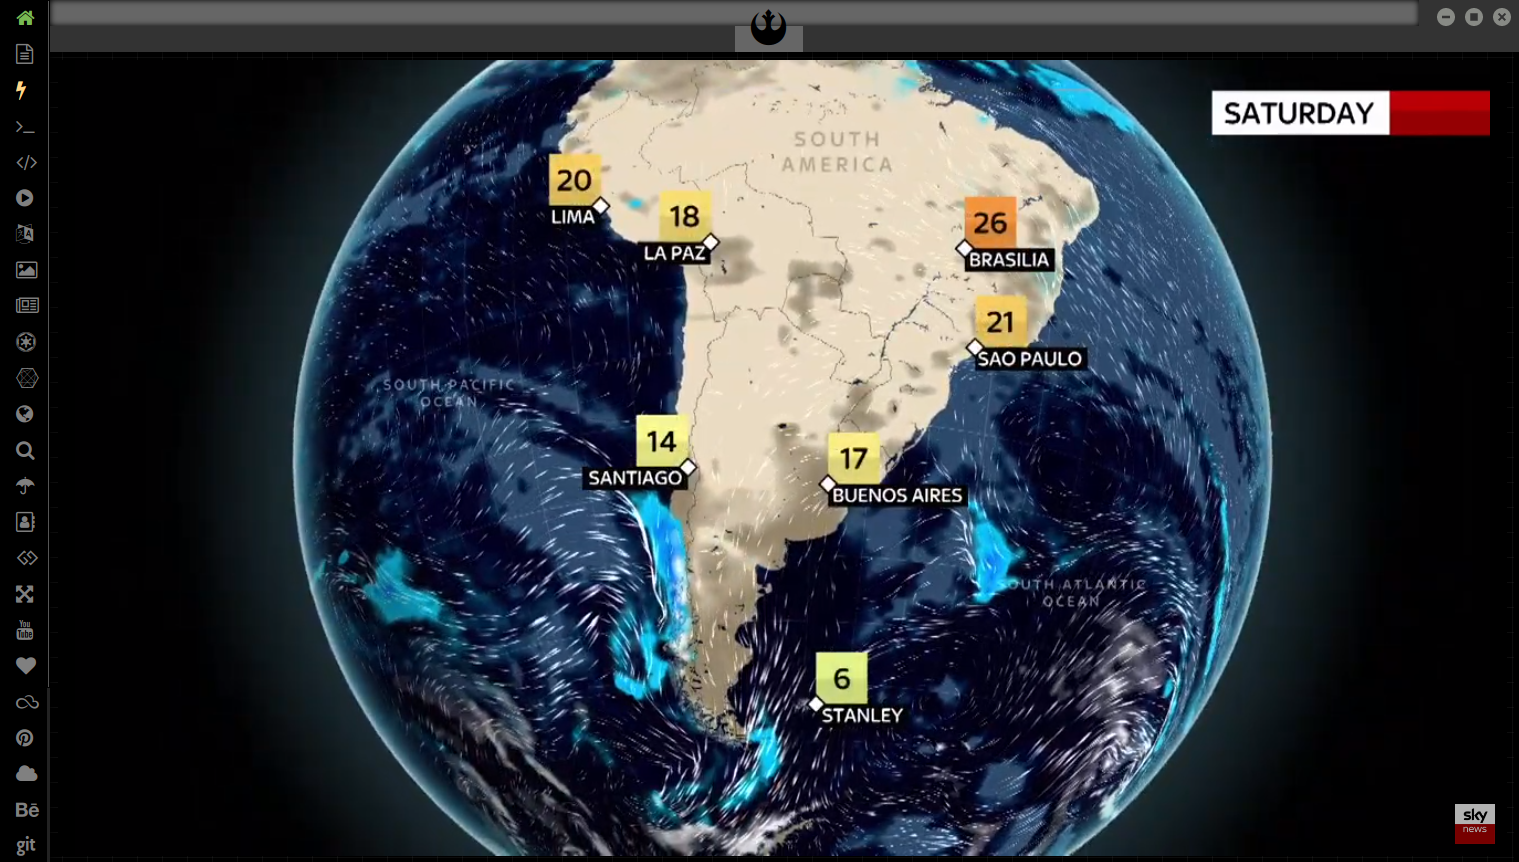 SATURDAY
SOUTH
AMERICA
20
LIMA
18
LA PAZ
26
BRASILIA
21
SAO PAULO
SOUTH PACIFIC
OCEAN
14
SANTIAGO
17
BUENOS AIRES
SOUTH ATLANTIC
OCEAN
6
STANLEY
You
Tube
Bē
git
sky
news